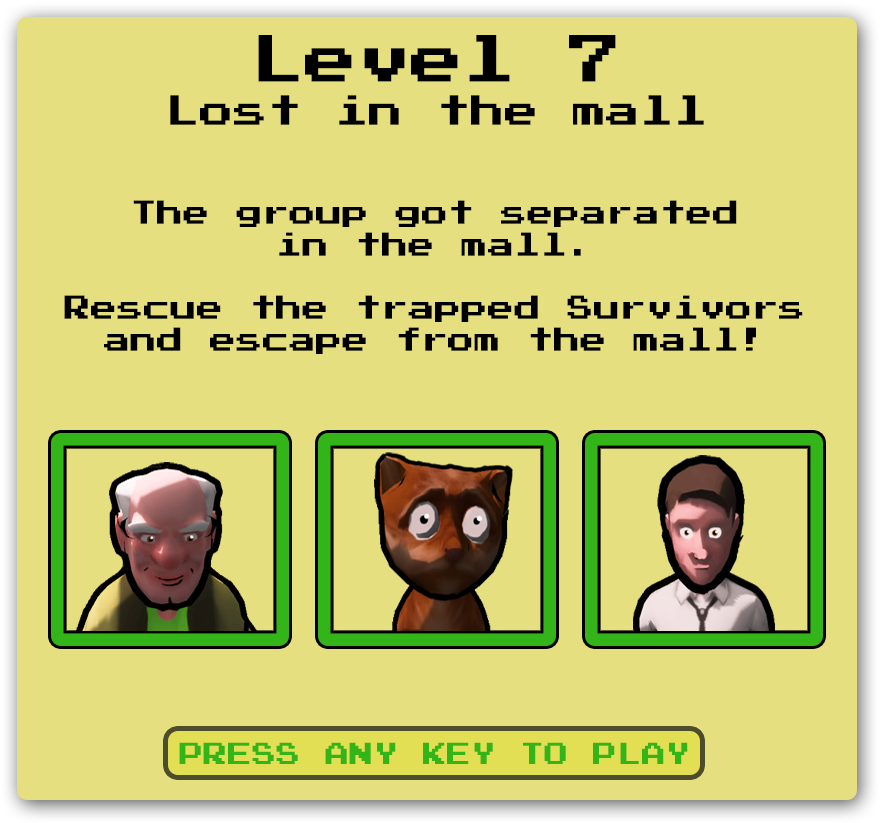 Level 7
Lost in the mall
The group got separated
in the mall.
Rescue the trapped Survivors
and escape from the mall!
PRESS ANY KEY TO PLAY